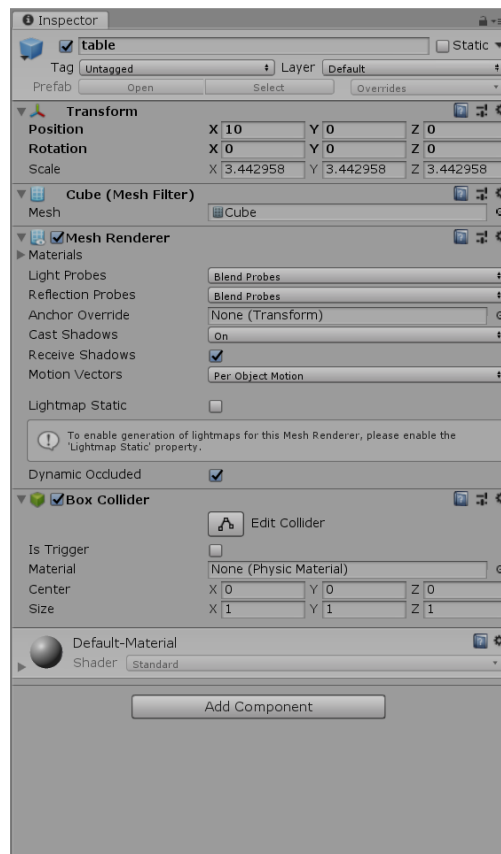 Inspector
table
Static
Tag Untagged Layer Default
Prefab Open Select Overrides
Transform
Position X 10 Y 0 Z 0
Rotation X 0 Y 0 Z 0
Scale X 3.442958 Y 3.442958 Z 3.442958
Cube (Mesh Filter)
Mesh Cube
Mesh Renderer
Materials
Light Probes Blend Probes
Reflection Probes Blend Probes
Anchor Override None (Transform)
Cast Shadows On
Receive Shadows
Motion Vectors Per Object Motion
Lightmap Static
To enable generation of lightmaps for this Mesh Renderer, please enable the
'Lightmap Static' property.
Dynamic Occluded
Box Collider
Edit Collider
Is Trigger
Material None (Physic Material)
Center X 0 Y 0 Z 0
Size X 1 Y 1 Z 1
Default-Material
Shader Standard
Add Component